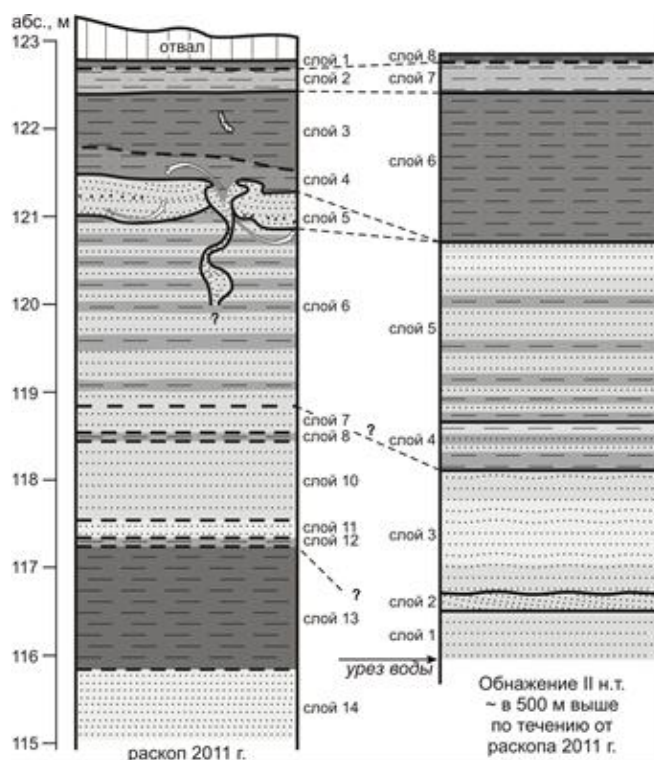 абс., м
123
122
121
120
119
118
117
116
115
отвал
слой 1
слой 2
слой 3
слой 4
слой 5
слой 6
слой 7
слой 8
слой 10
слой 11
слой 12
слой 13
слой 14
?
?
?
раскоп 2011 г.
слой 8
слой 7
слой 6
слой 5
слой 4
слой 3
слой 2
слой 1
урез воды
Обнажение II н.т.
~ в 500 м выше
по течению от
раскопа 2011 г.